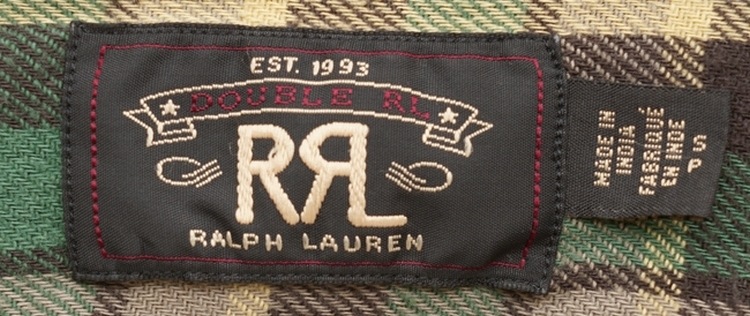 EST. 1993
DOUBLE RL
RRL
RALPH LAUREN
MADE IN
INDIA
FABRIQUÉ
EN INDE
S
P